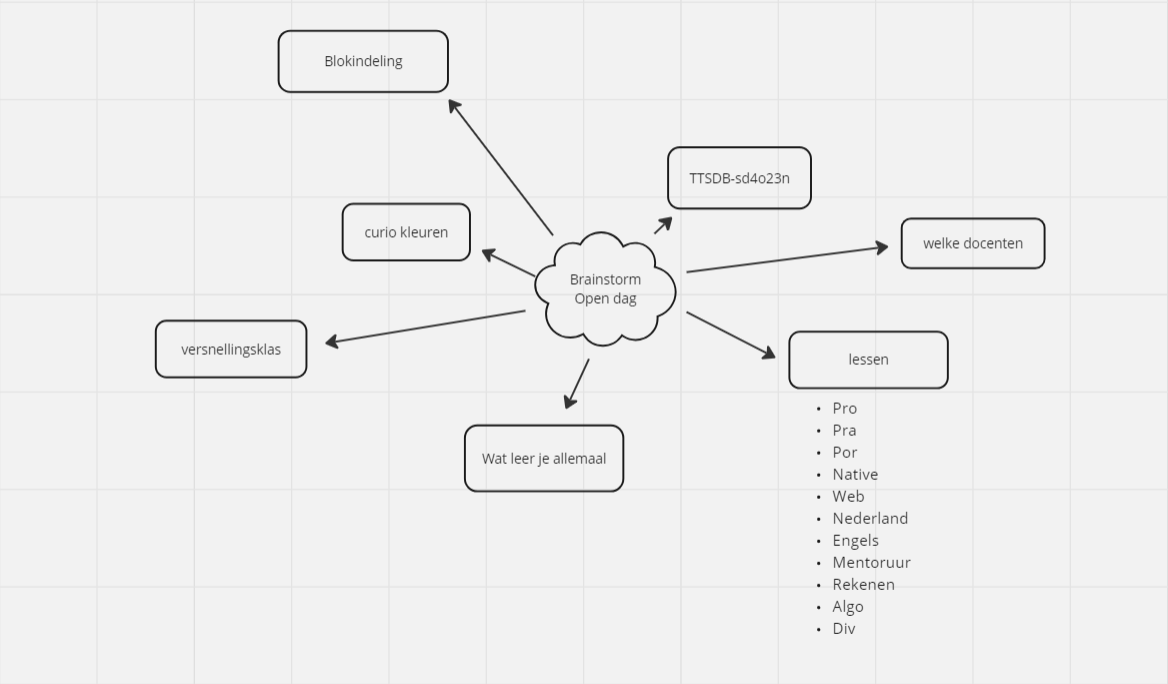 Blokindeling
TTSDB-sd4o23n
curio kleuren
welke docenten
Brainstorm
Open dag
versnellingsklas
lessen
Wat leer je allemaal
• Pro
• Pra
• Por
• Native
• Web
• Nederland
• Engels
• Mentoruur
• Rekenen
• Algo
• Div